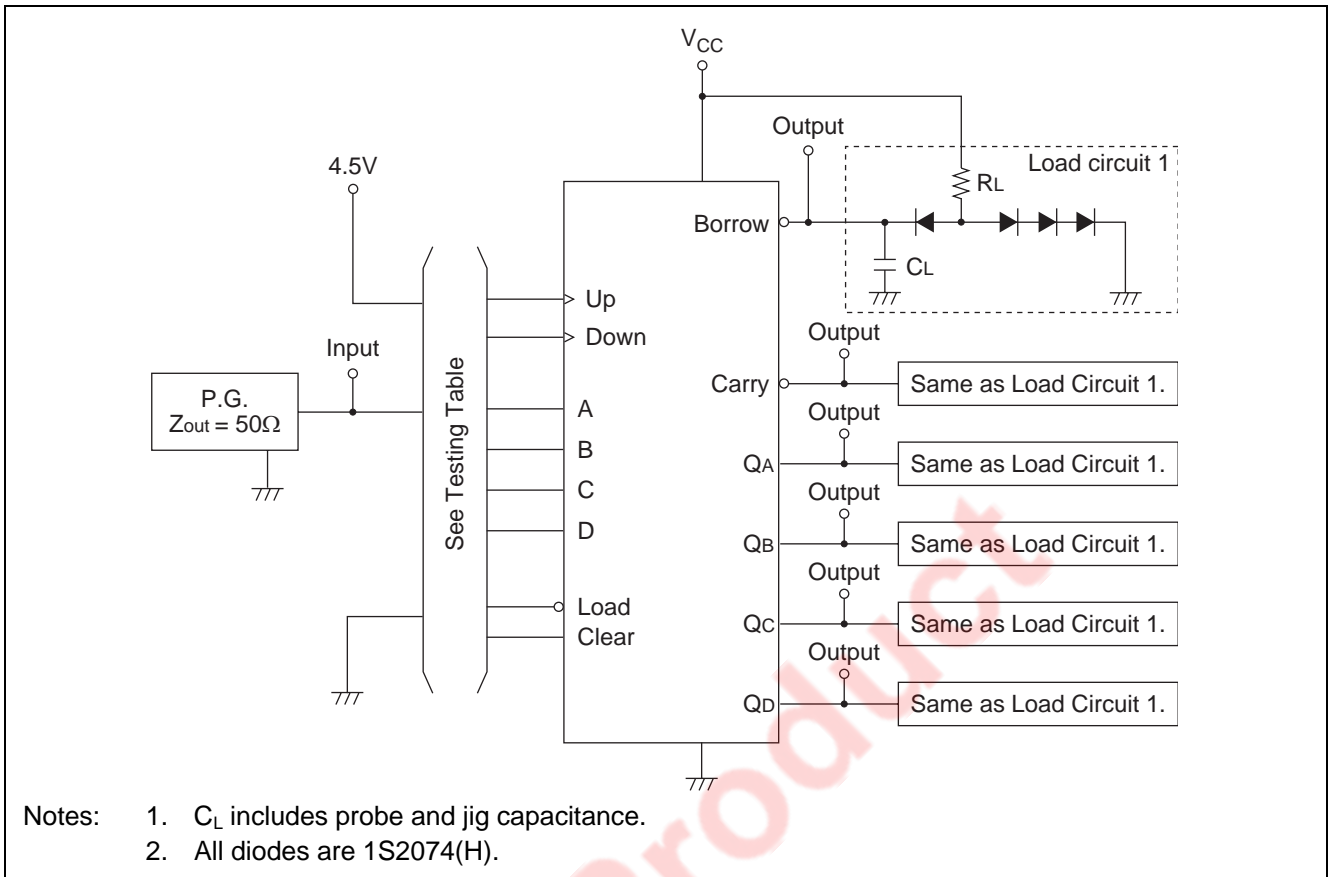 VCC
Output
4.5V
Load circuit 1
RL
Borrow
CL
Up
Down
Input
Output
P.G.
Zout = 50Ω
See Testing Table
Carry
Same as Load Circuit 1.
Output
A
B
QA
Same as Load Circuit 1.
Output
C
D
QB
Same as Load Circuit 1.
Output
Load
Clear
QC
Same as Load Circuit 1.
Output
QD
Same as Load Circuit 1.
Notes: 1. CL includes probe and jig capacitance.
2. All diodes are 1S2074(H).
Product